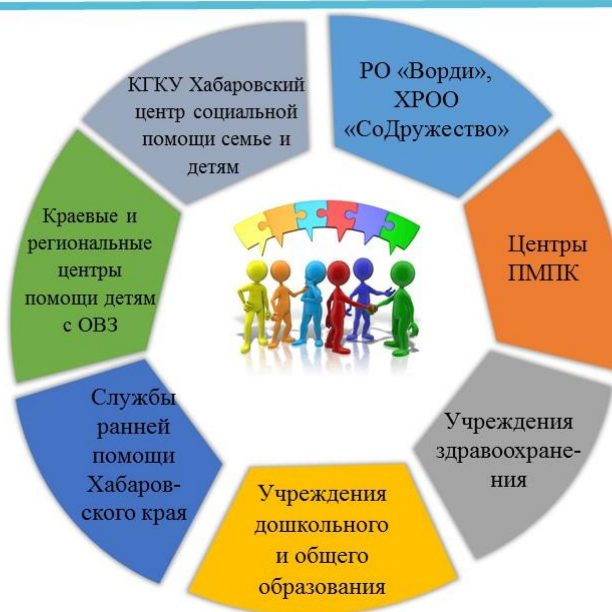 РО «Ворди»,
ХРОО
«СоДружество»
Центры
ПМПК
Учреждения
здравоохране-
ния
Учреждения
дошкольного
и общего
образования
Службы
ранней
помощи
Хабаров-
ского края
Краевые и
региональные
центры
помощи детям
с ОВЗ
КГКУ Хабаровский
центр социальной
помощи семье и
детям